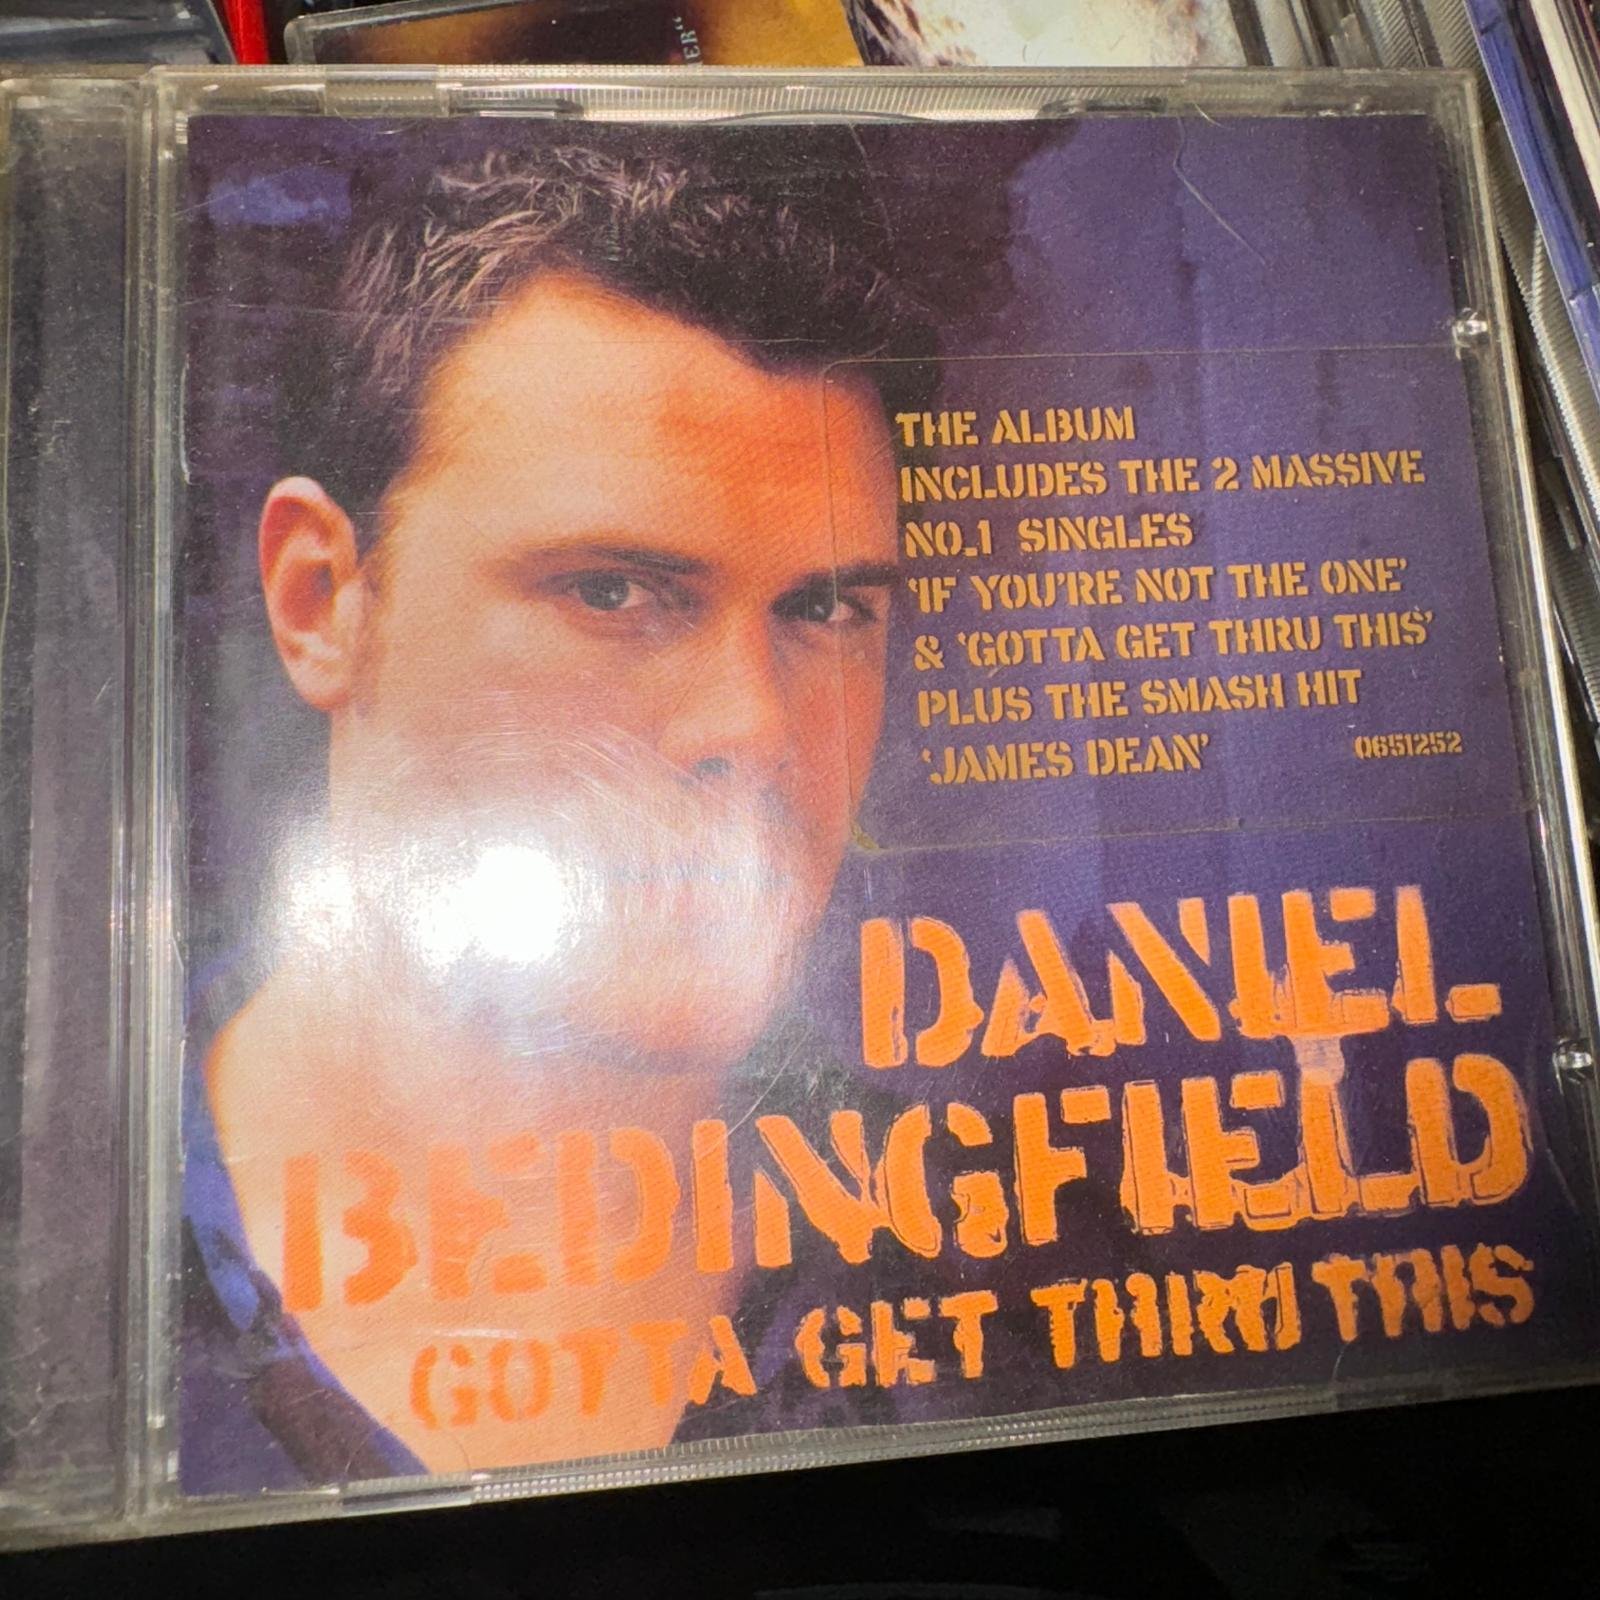 ER“
THE ALBUM
INCLUDES THE 2 MASSIVE
NO.1 SINGLES
‘IF YOU'RE NOT THE ONE’
& ‘GOTTA GET THRU THIS’
PLUS THE SMASH HIT
‘JAMES DEAN’ 0651252
DANIEL
BEDINGFIELD
GOTTA GET THRU THIS